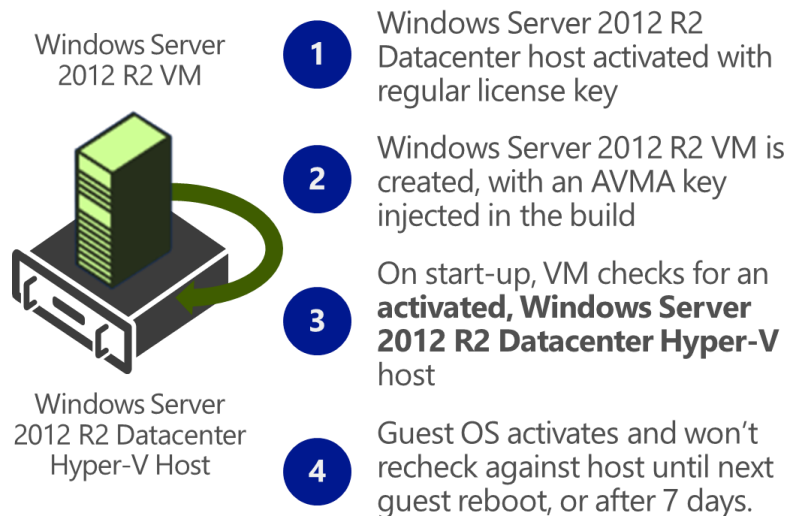 Windows Server
2012 R2 VM
1
Windows Server 2012 R2
Datacenter host activated with
regular license key
2
Windows Server 2012 R2 VM is
created, with an AVMA key
injected in the build
3
On start-up, VM checks for an
activated, Windows Server
2012 R2 Datacenter Hyper-V
host
Windows Server
2012 R2 Datacenter
Hyper-V Host
4
Guest OS activates and won’t
recheck against host until next
guest reboot, or after 7 days.